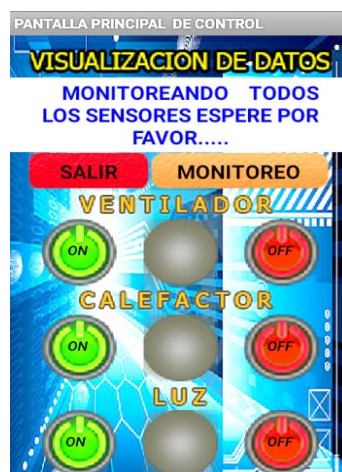 PANTALLA PRINCIPAL DE CONTROL
VISUALIZACION DE DATOS
MONITOREANDO TODOS
LOS SENSORES ESPERE POR
FAVOR.....
SALIR MONITOREO
VENTILADOR
ON OFF
CALEFACTOR
ON OFF
LUZ
ON OFF